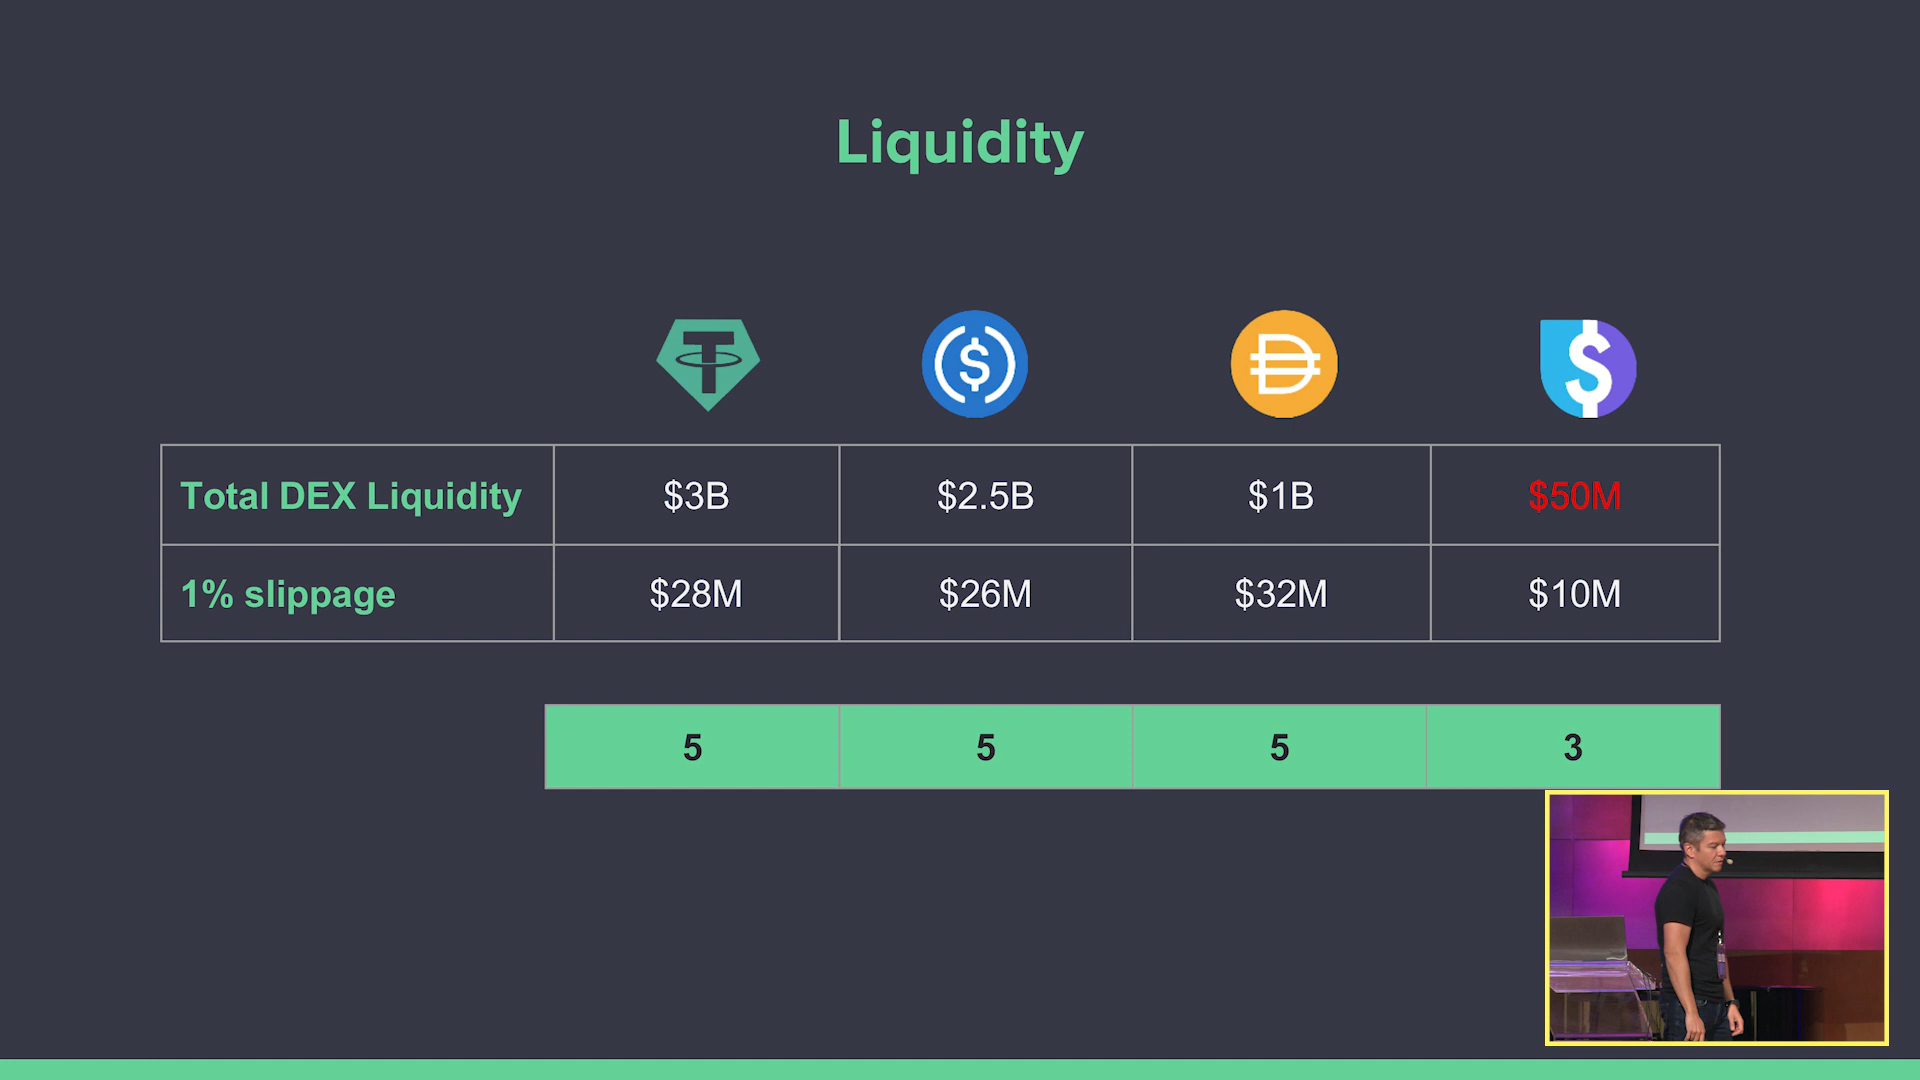 Liquidity
Total DEX Liquidity $3B $2.5B $1B $50M
1% slippage $28M $26M $32M $10M
5 5 5 3